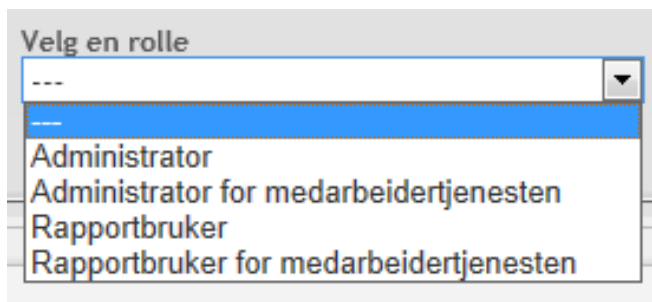 Velg en rolle
---
---
Administrator
Administrator for medarbeidertjenesten
Rapportbruker
Rapportbruker for medarbeidertjenesten